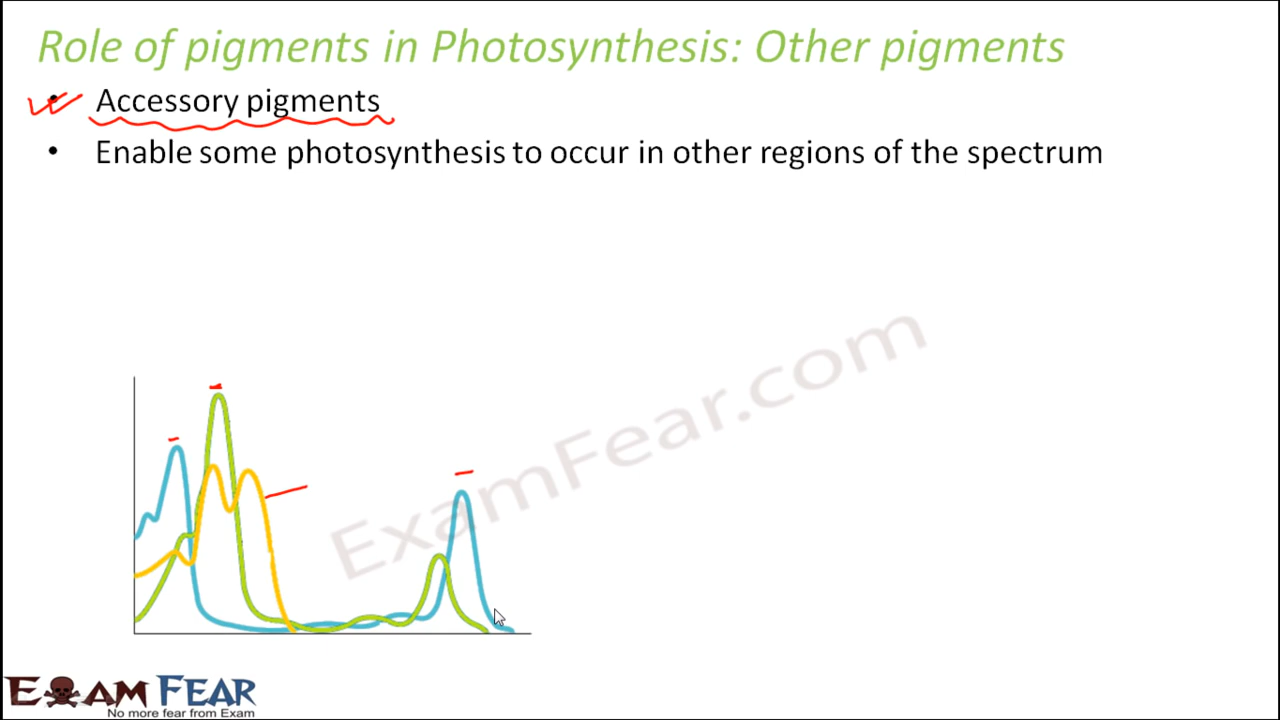 Role of pigments in Photosynthesis: Other pigments
• Accessory pigments
• Enable some photosynthesis to occur in other regions of the spectrum
ExamFear.com
EXAM FEAR
No more fear from Exam